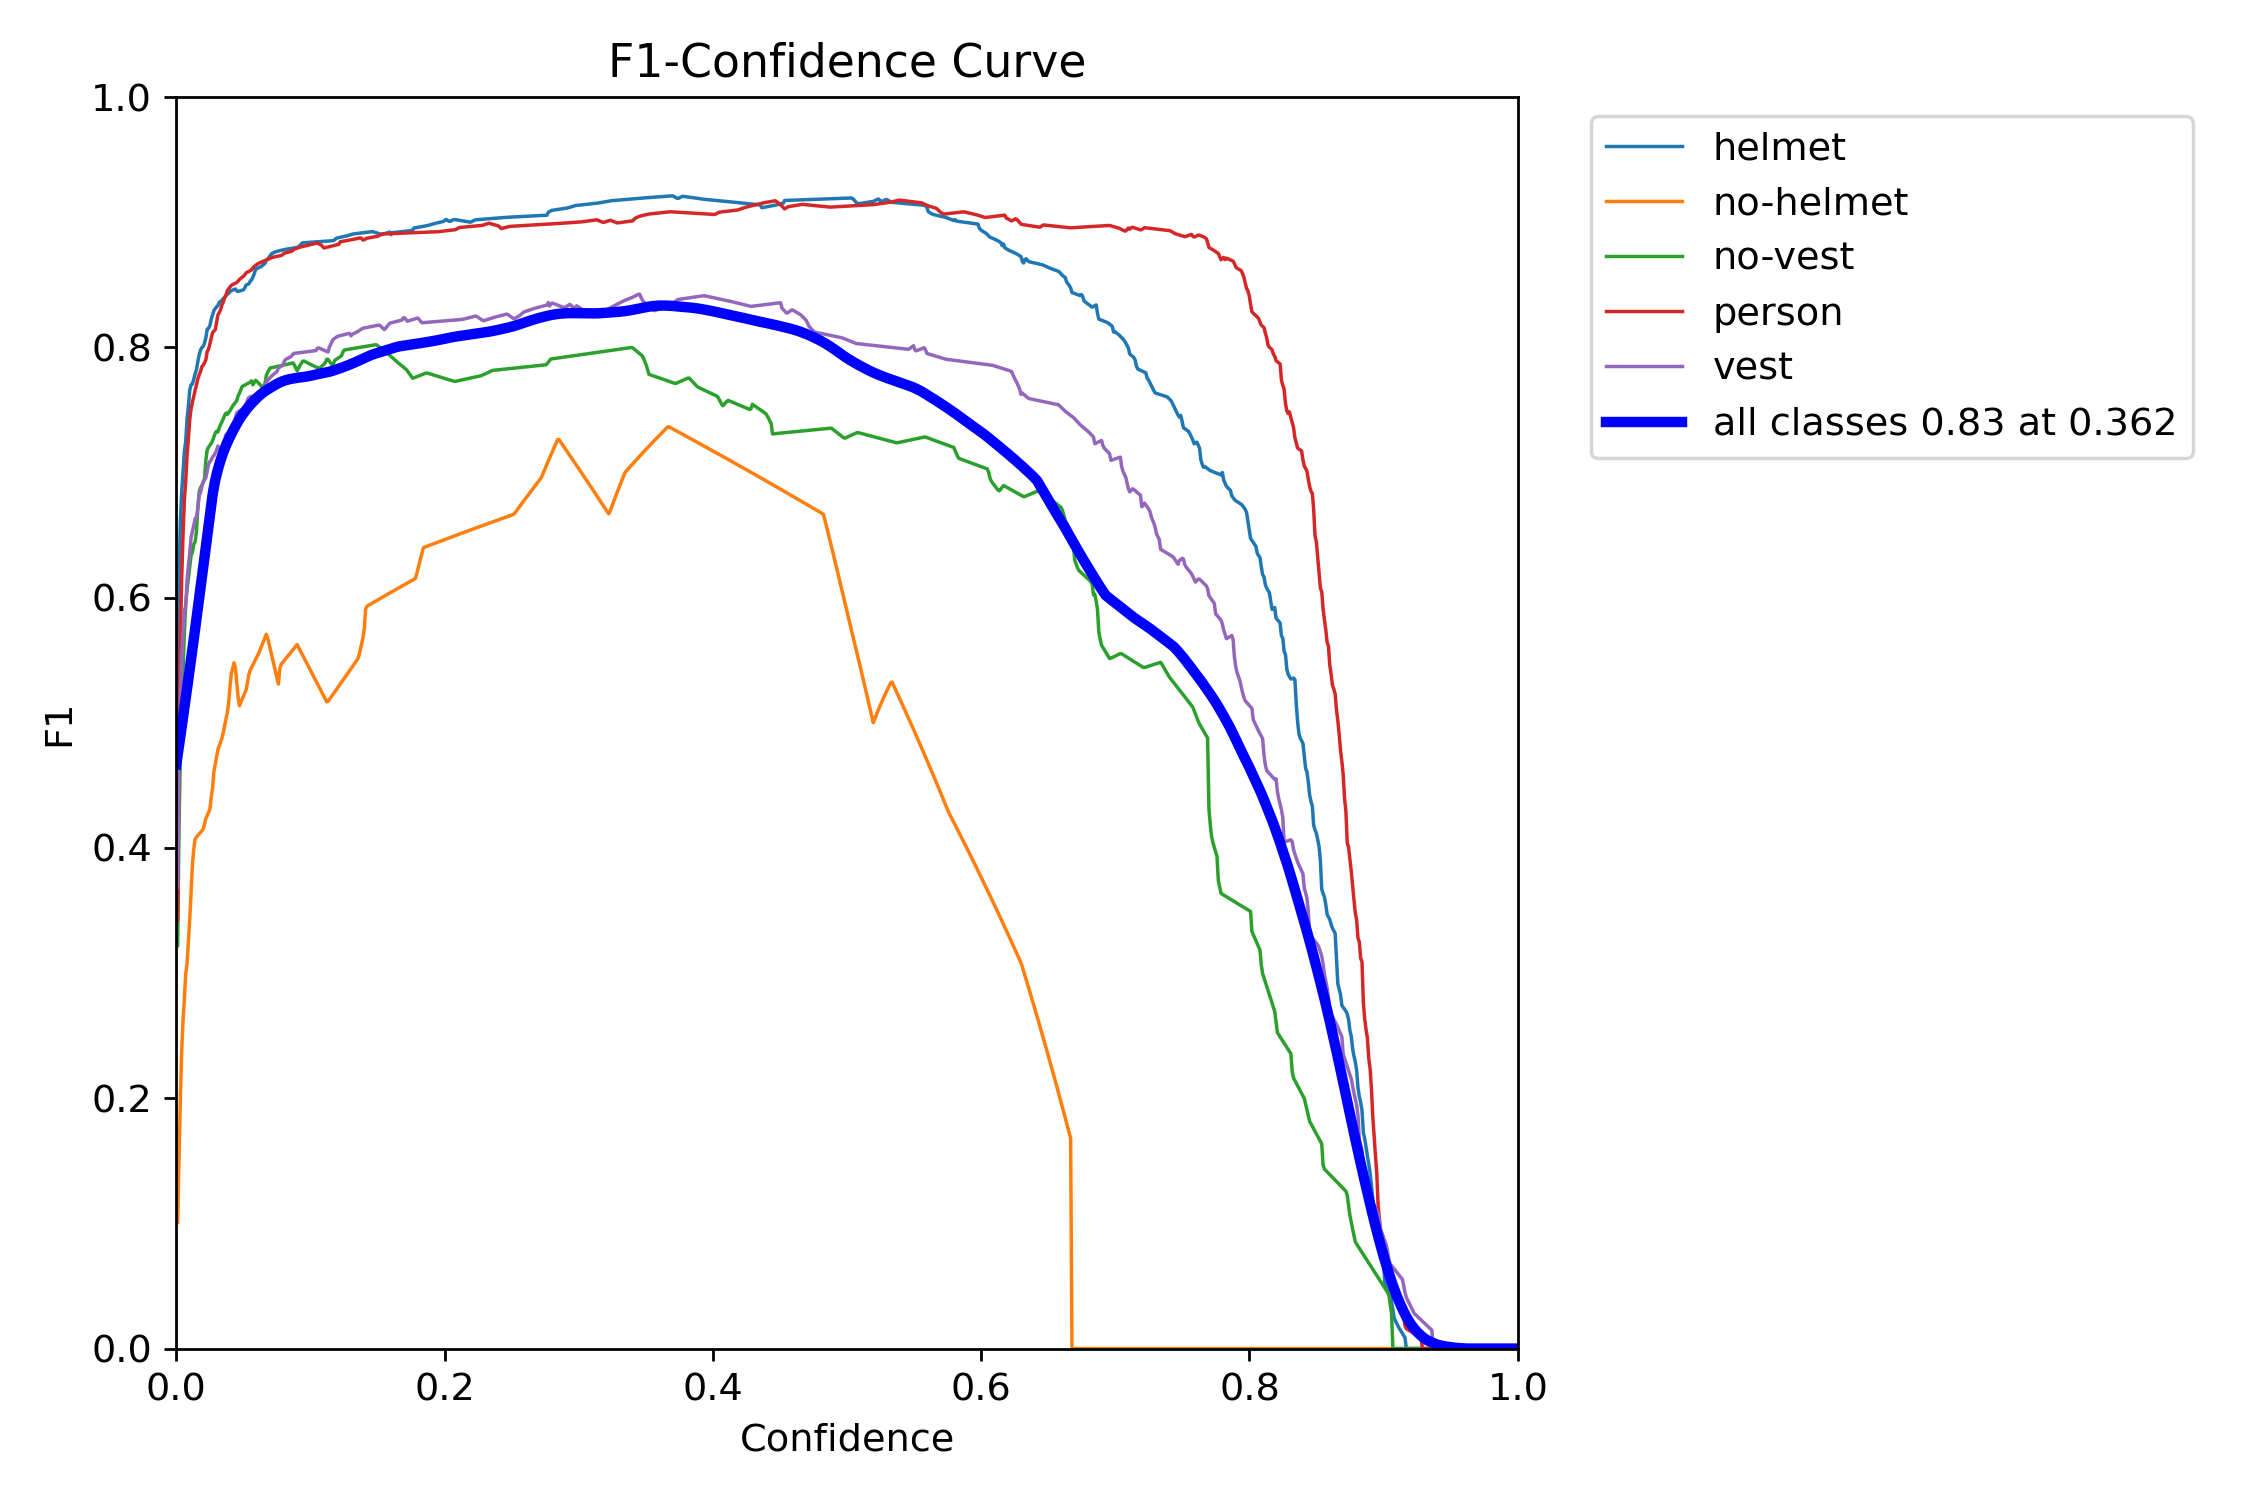 F1-Confidence Curve
1.0
0.8
0.6
0.4
0.2
0.0
F1
0.0 0.2 0.4 0.6 0.8 1.0
Confidence
helmet
no-helmet
no-vest
person
vest
all classes 0.83 at 0.362